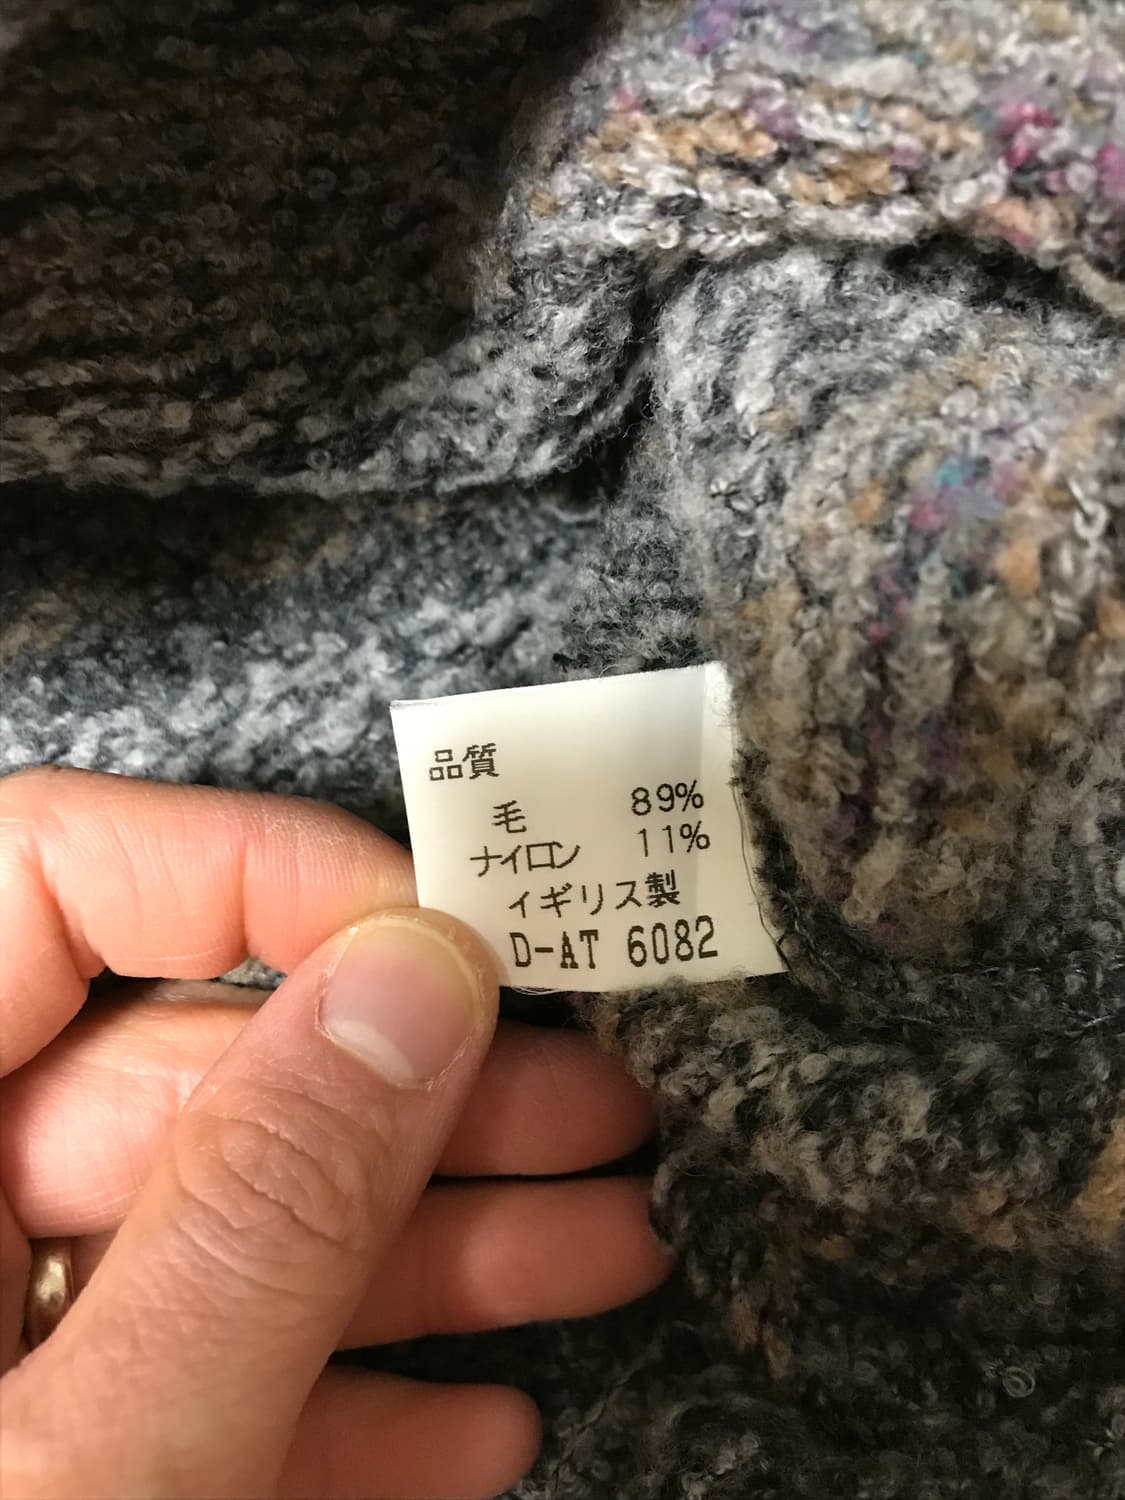 品質
毛 89%
ナイロン 11%
イギリス製
D-AT 6082